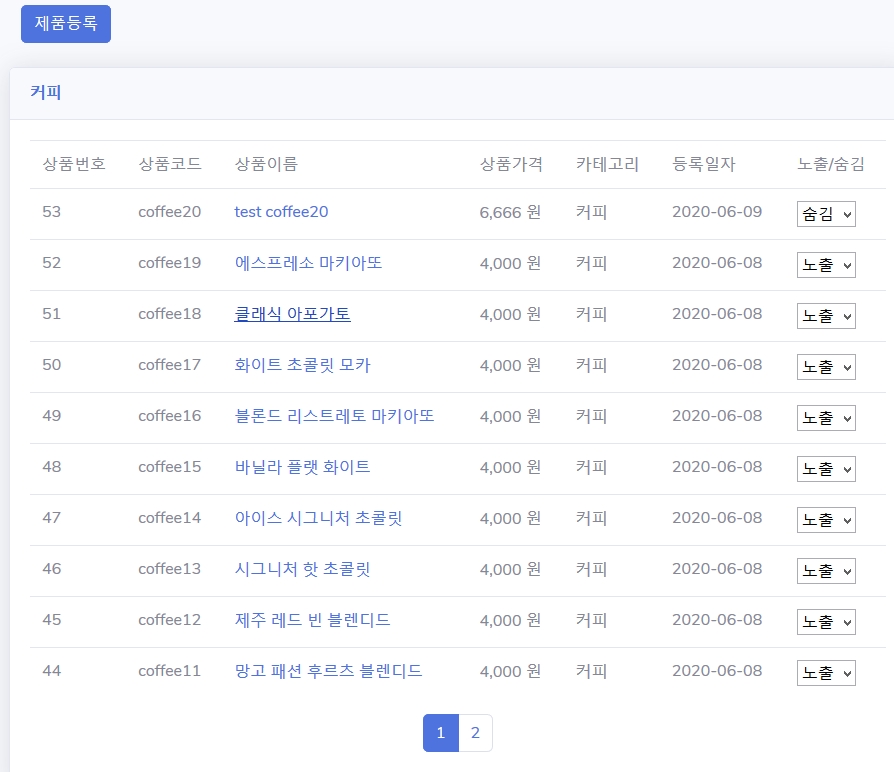 제품등록
커피
상품번호 상품코드 상품이름 상품가격 카테고리 등록일자 노출/숨김
53 coffee20 test coffee20 6,666 원 커피 2020-06-09 숨김
52 coffee19 에스프레소 마키아또 4,000 원 커피 2020-06-08 노출
51 coffee18 클래식 아포가토 4,000 원 커피 2020-06-08 노출
50 coffee17 화이트 초콜릿 모카 4,000 원 커피 2020-06-08 노출
49 coffee16 블론드 리스트레토 마키아또 4,000 원 커피 2020-06-08 노출
48 coffee15 바닐라 플랫 화이트 4,000 원 커피 2020-06-08 노출
47 coffee14 아이스 시그니처 초콜릿 4,000 원 커피 2020-06-08 노출
46 coffee13 시그니처 핫 초콜릿 4,000 원 커피 2020-06-08 노출
45 coffee12 제주 레드 빈 블렌디드 4,000 원 커피 2020-06-08 노출
44 coffee11 망고 패션 후르츠 블렌디드 4,000 원 커피 2020-06-08 노출
1 2